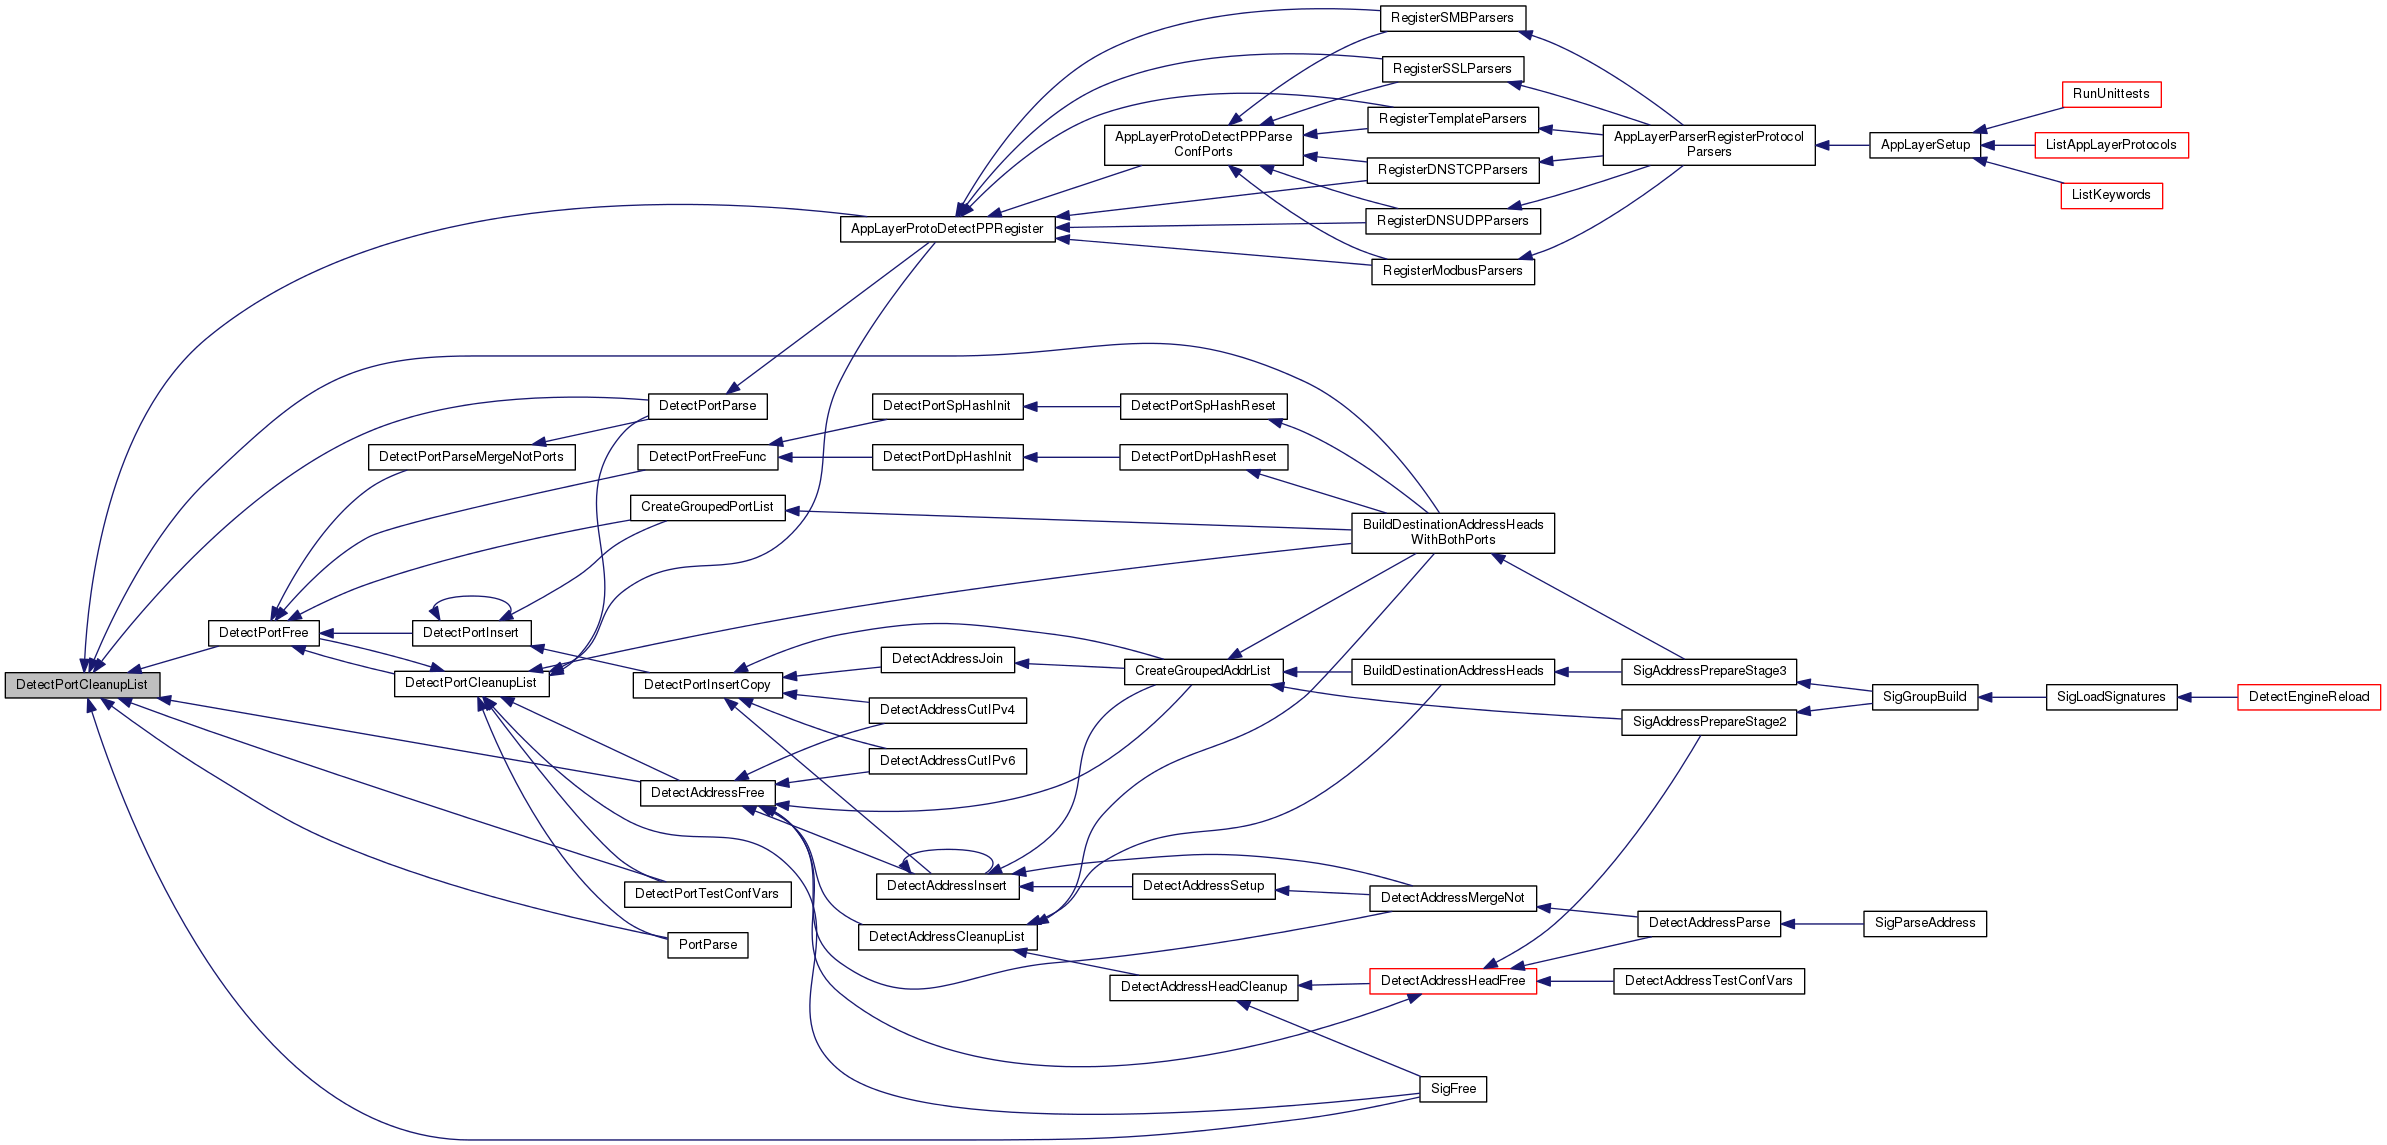 RegisterSMBParsers
RegisterSSLParsers
RunUnittests
RegisterTemplateParsers
AppLayerProtoDetectPPParse
ConfPorts
AppLayerParserRegisterProtocol
Parsers
AppLayerSetup
ListAppLayerProtocols
RegisterDNSTCPParsers
ListKeywords
RegisterDNSUDPParsers
AppLayerProtoDetectPPRegister
RegisterModbusParsers
DetectPortParse
DetectPortSpHashInit
DetectPortSpHashReset
DetectPortParseMergeNotPorts
DetectPortFreeFunc
DetectPortDpHashInit
DetectPortDpHashReset
CreateGroupedPortList
BuildDestinationAddressHeads
WithBothPorts
DetectPortFree
DetectPortInsert
DetectAddressJoin
CreateGroupedAddrList
BuildDestinationAddressHeads
SigAddressPrepareStage3
DetectPortCleanupList
DetectPortCleanupList
DetectPortInsertCopy
SigGroupBuild
SigLoadSignatures
DetectEngineReload
DetectAddressCutIPv4
SigAddressPrepareStage2
DetectAddressCutIPv6
DetectAddressFree
DetectAddressInsert
DetectAddressSetup
DetectPortTestConfVars
DetectAddressMergeNot
DetectAddressParse
SigParseAddress
DetectAddressCleanupList
PortParse
DetectAddressHeadCleanup
DetectAddressHeadFree
DetectAddressTestConfVars
SigFree